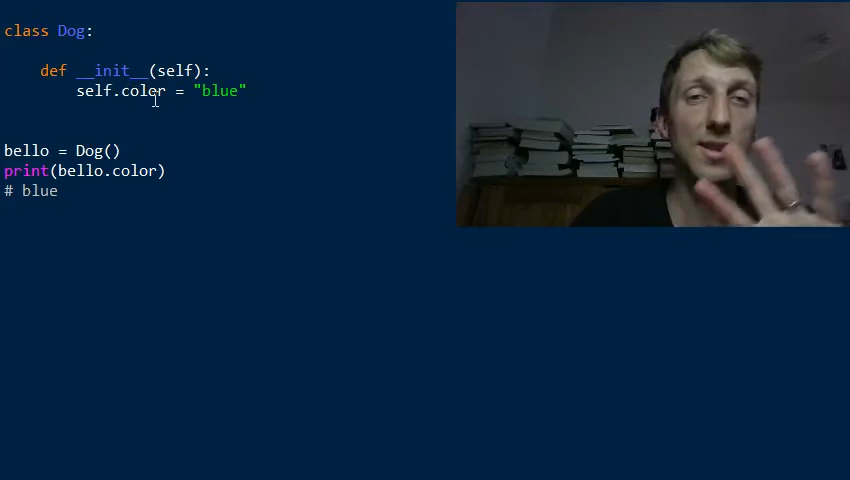 class Dog:
    def __init__(self):
        self.color = "blue"
bello = Dog()
print(bello.color)
# blue